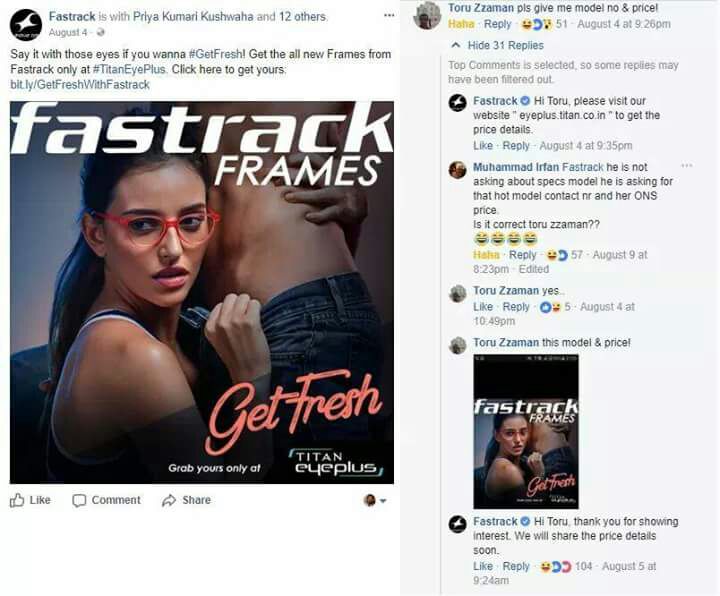 Fastrack is with Priya Kumari Kushwaha and 12 others.
August 4 ·
Say it with those eyes if you wanna #GetFresh! Get the all new Frames from
Fastrack only at #TitanEyePlus. Click here to get yours:
bit.ly/GetFreshWithFastrack
fastrack
FRAMES
Get Fresh
Grab yours only at
TITAN
eyeplus
Like Comment Share
Toru Zzaman pls give me model no & price!
Haha · Reply · 51 · August 4 at 9:26pm
Hide 31 Replies
Top Comments is selected, so some replies may
have been filtered out.
Fastrack Hi Toru, please visit our
website " eyeplus.titan.co.in " to get the
price details.
Like · Reply · August 4 at 9:35pm
Muhammad Irfan Fastrack he is not
asking about specs model he is asking for
that hot model contact nr and her ONS
price.
Is it correct toru zzaman??
😂😂😂😂
Haha · Reply · 57 · August 9 at
8:23pm · Edited
Toru Zzaman yes..
Like · Reply · 5 · August 4 at
10:49pm
Toru Zzaman this model & price!
fastrack
FRAMES
Get Fresh
Fastrack Hi Toru, thank you for showing
interest. We will share the price details
soon.
Like · Reply · 104 · August 5 at
9:24am